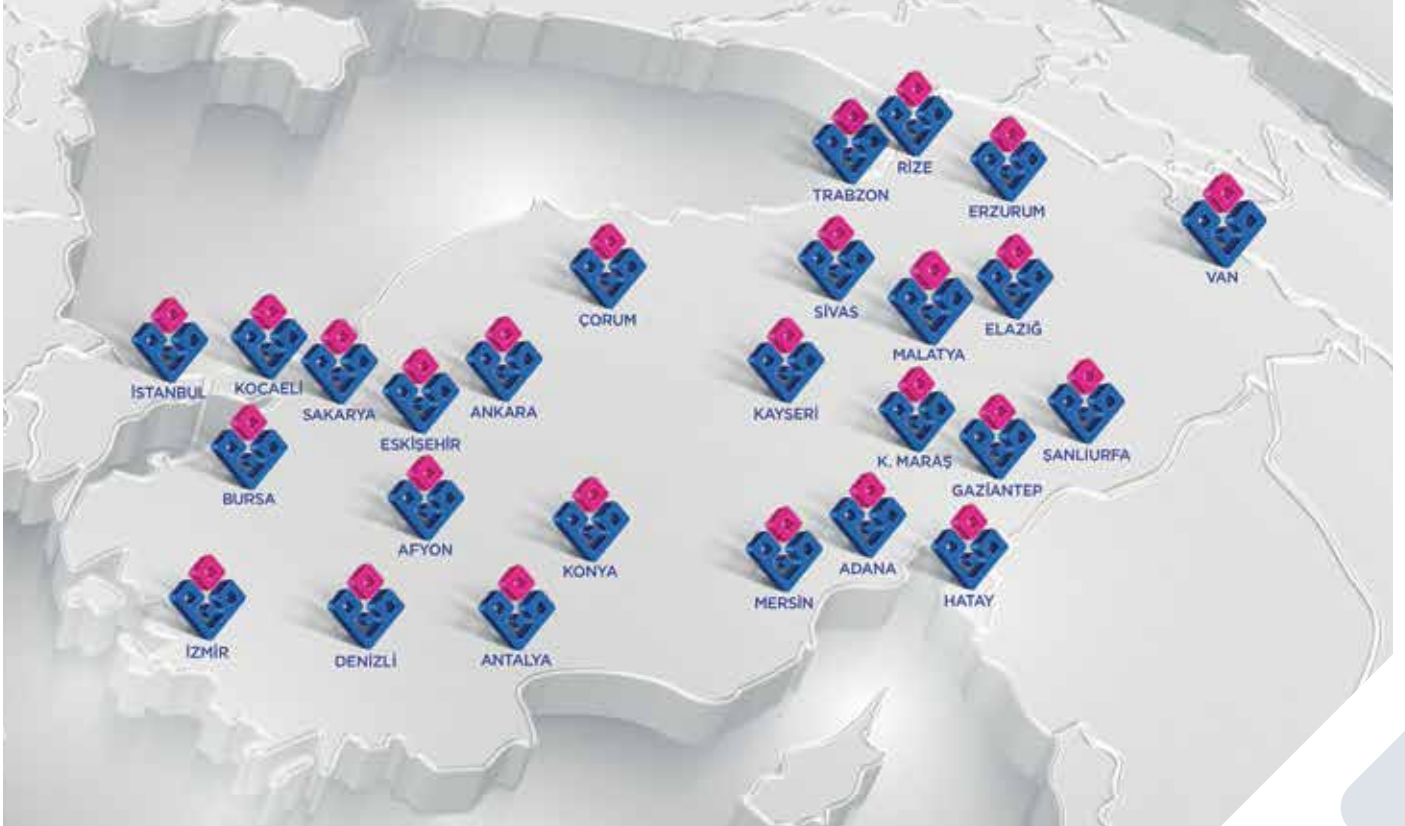 RİZE
TRABZON
ERZURUM
VAN
SİVAS
ÇORUM
ELAZIĞ
MALATYA
İSTANBUL
KOCAELİ
SAKARYA
ANKARA
KAYSERİ
ESKİŞEHİR
K. MARAŞ
ŞANLIURFA
GAZİANTEP
BURSA
AFYON
KONYA
ADANA
MERSİN
HATAY
İZMİR
DENİZLİ
ANTALYA